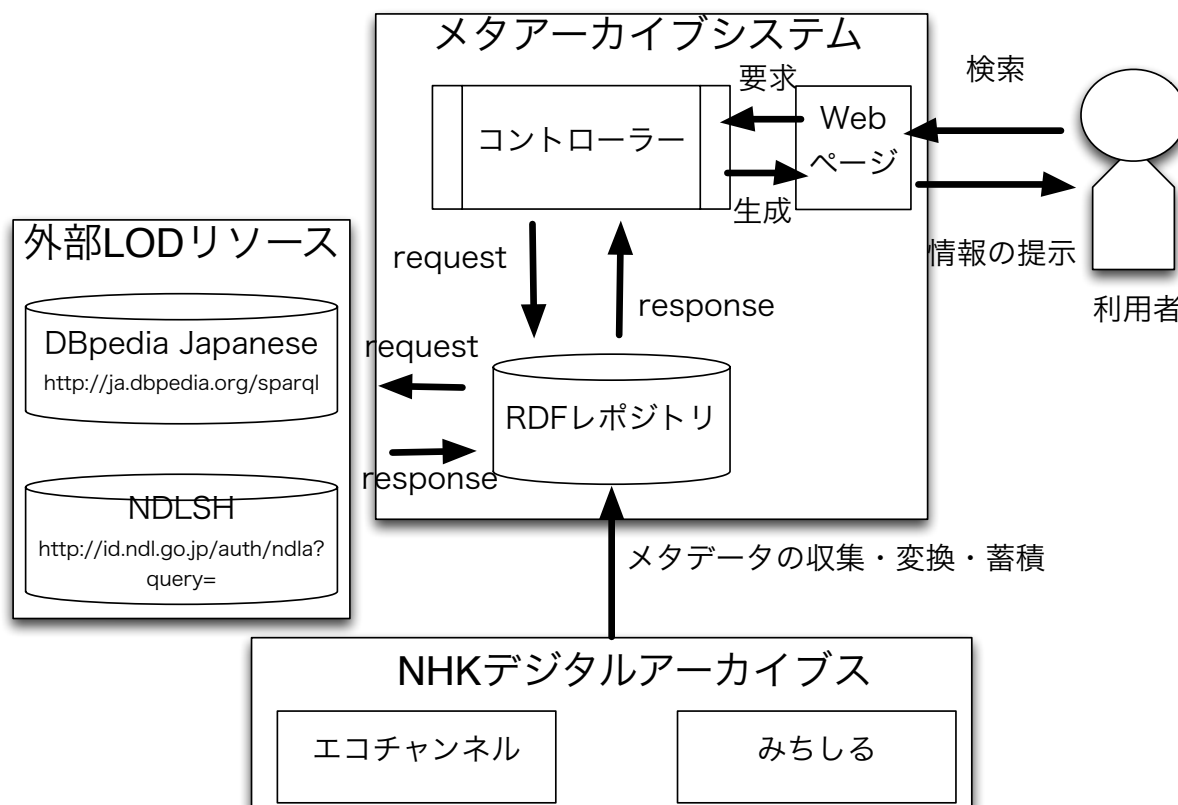 メタアーカイブシステム
要求
検索
コントローラー
Web
ページ
生成
情報の提示
利用者
request
response
外部LODリソース
DBpedia Japanese
http://ja.dbpedia.org/sparql
request
RDFレポジトリ
response
NDLSH
http://id.ndl.go.jp/auth/ndla?
query=
メタデータの収集・変換・蓄積
NHKデジタルアーカイブス
エコチャンネル
みちしる